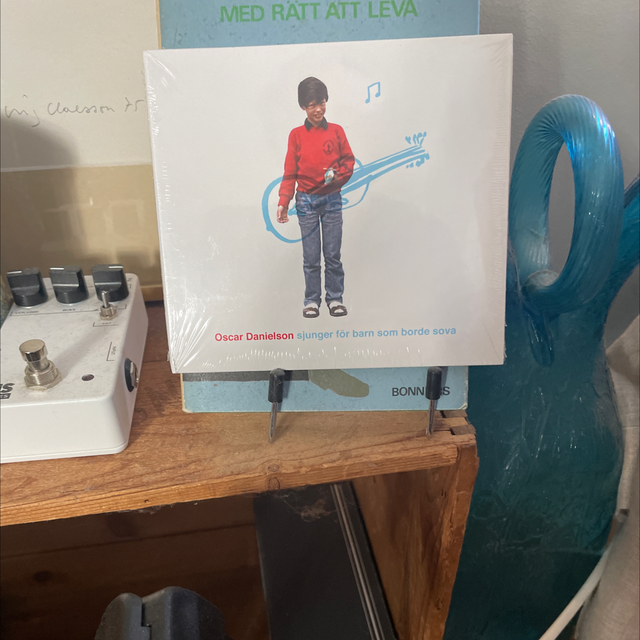 MED RÄTT ATT LEVA
Oscar Danielson sjunger för barn som borde sova